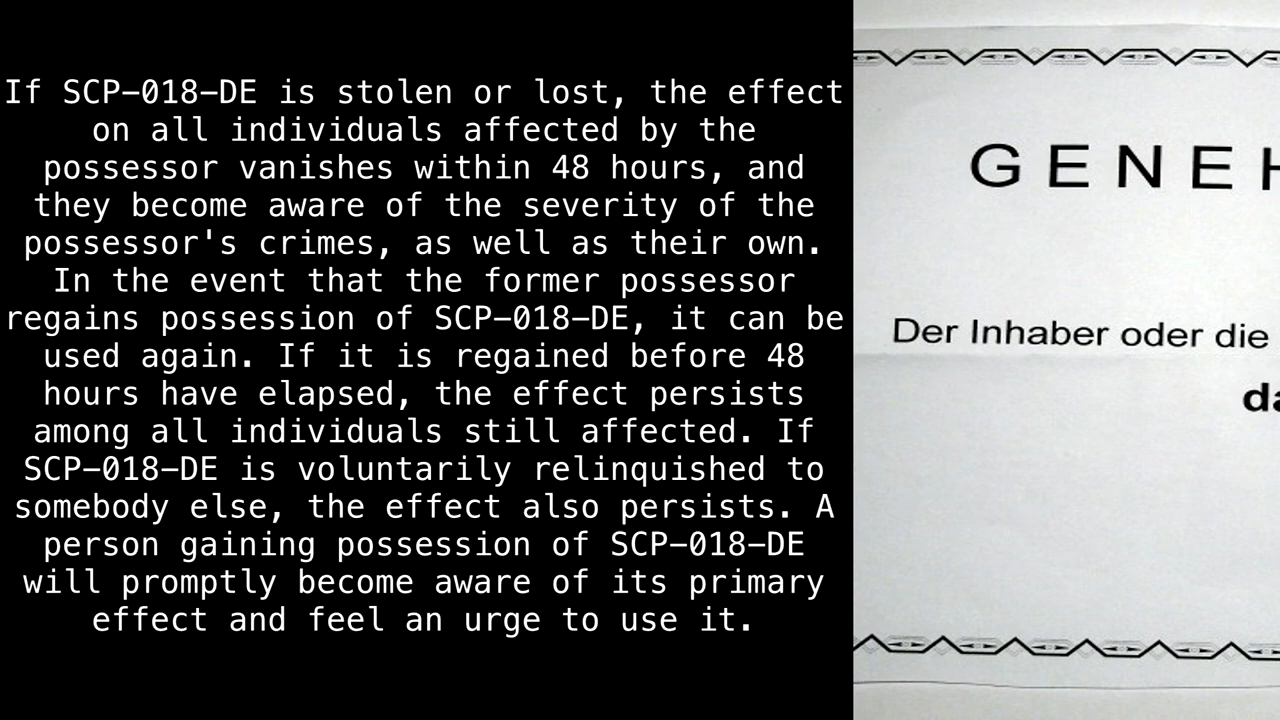 If SCP-018-DE is stolen or lost, the effect
on all individuals affected by the
possessor vanishes within 48 hours, and
they become aware of the severity of the
possessor's crimes, as well as their own.
In the event that the former possessor
regains possession of SCP-018-DE, it can be
used again. If it is regained before 48
hours have elapsed, the effect persists
among all individuals still affected. If
SCP-018-DE is voluntarily relinquished to
somebody else, the effect also persists. A
person gaining possession of SCP-018-DE
will promptly become aware of its primary
effect and feel an urge to use it.
G E N E H
Der Inhaber oder die
da